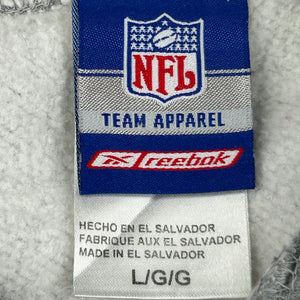 NFL
TEAM APPAREL
Reebok
HECHO EN EL SALVADOR
FABRIQUE AUX EL SALVADOR
MADE IN EL SALVADOR
L/G/G